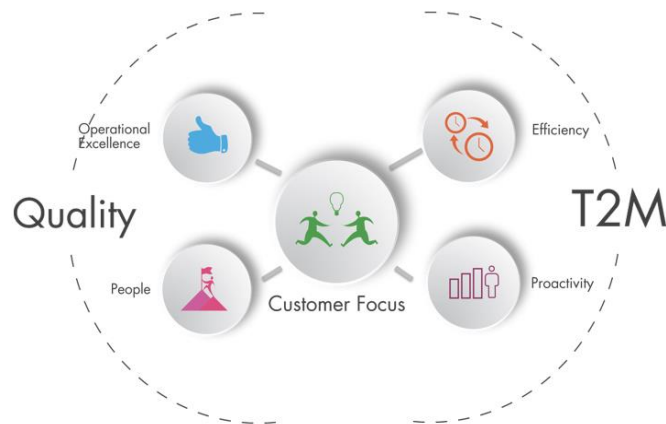 Operational
Excellence
Efficiency
Quality
T2M
People
Proactivity
Customer Focus